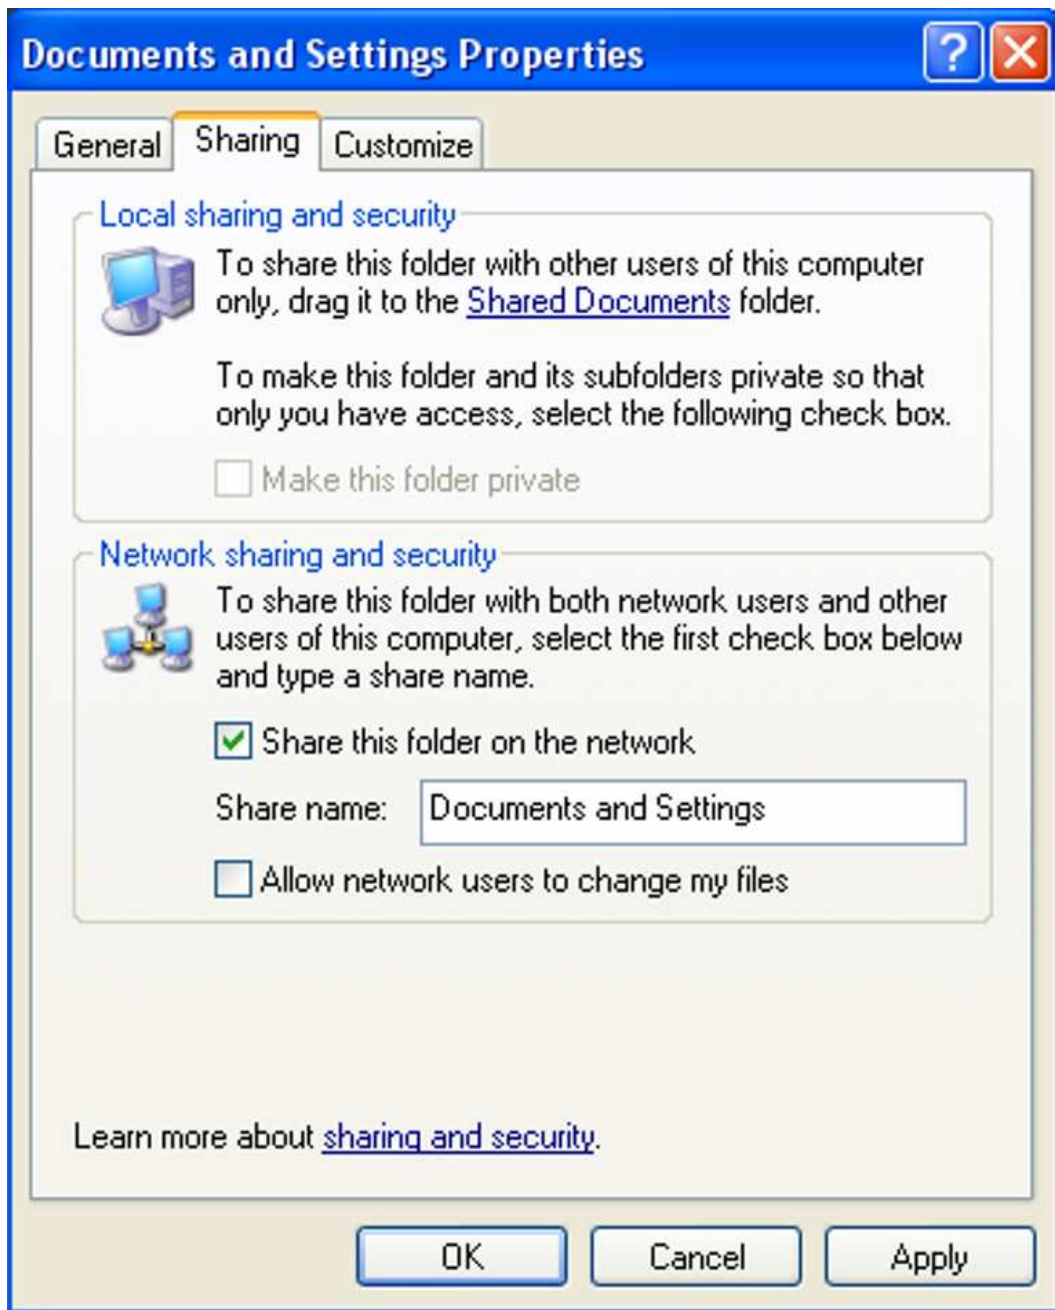 Documents and Settings Properties
?
General Sharing Customize
Local sharing and security
To share this folder with other users of this computer
only, drag it to the Shared Documents folder.
To make this folder and its subfolders private so that
only you have access, select the following check box.
Make this folder private
Network sharing and security
To share this folder with both network users and other
users of this computer, select the first check box below
and type a share name.
Share this folder on the network
Share name: Documents and Settings
Allow network users to change my files
Learn more about sharing and security.
OK Cancel Apply